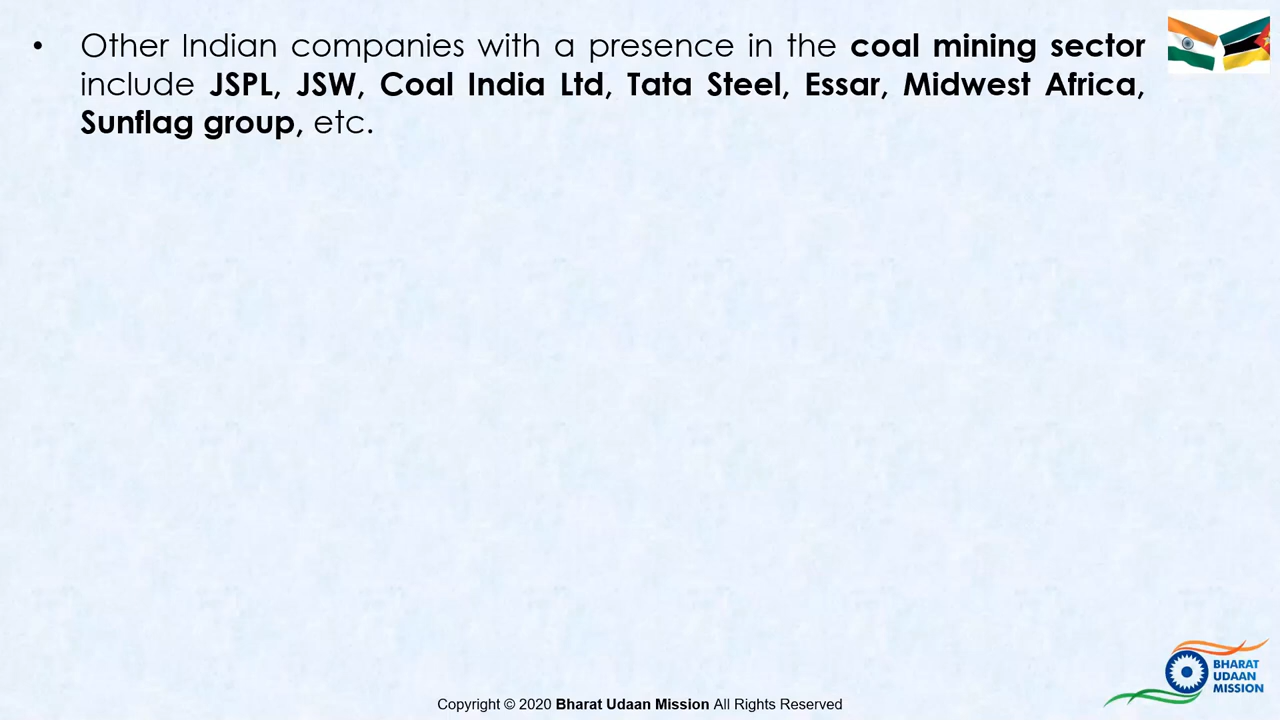 • Other Indian companies with a presence in the coal mining sector
include JSPL, JSW, Coal India Ltd, Tata Steel, Essar, Midwest Africa,
Sunflag group, etc.
BHARAT
UDAAN
MISSION
Copyright © 2020 Bharat Udaan Mission All Rights Reserved